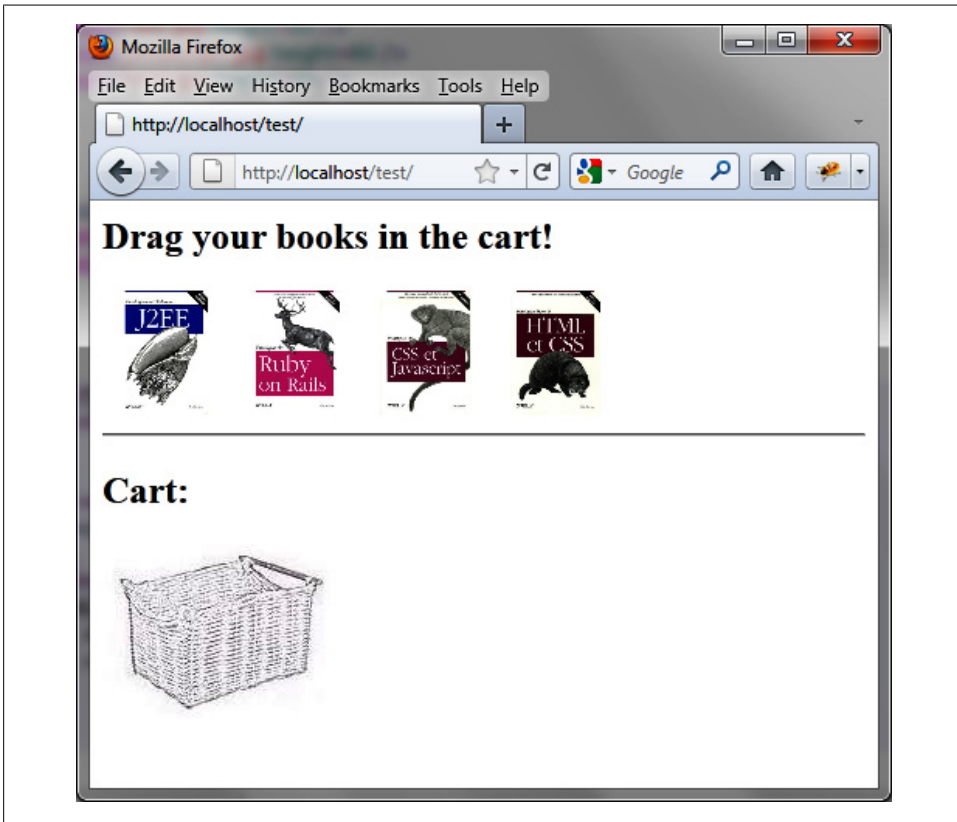 Mozilla Firefox
File Edit View History Bookmarks Tools Help
http://localhost/test/
http://localhost/test/ Google
Drag your books in the cart!
J2EE
Ruby
on Rails
CSS et
Javascript
HTML
et CSS
Cart: